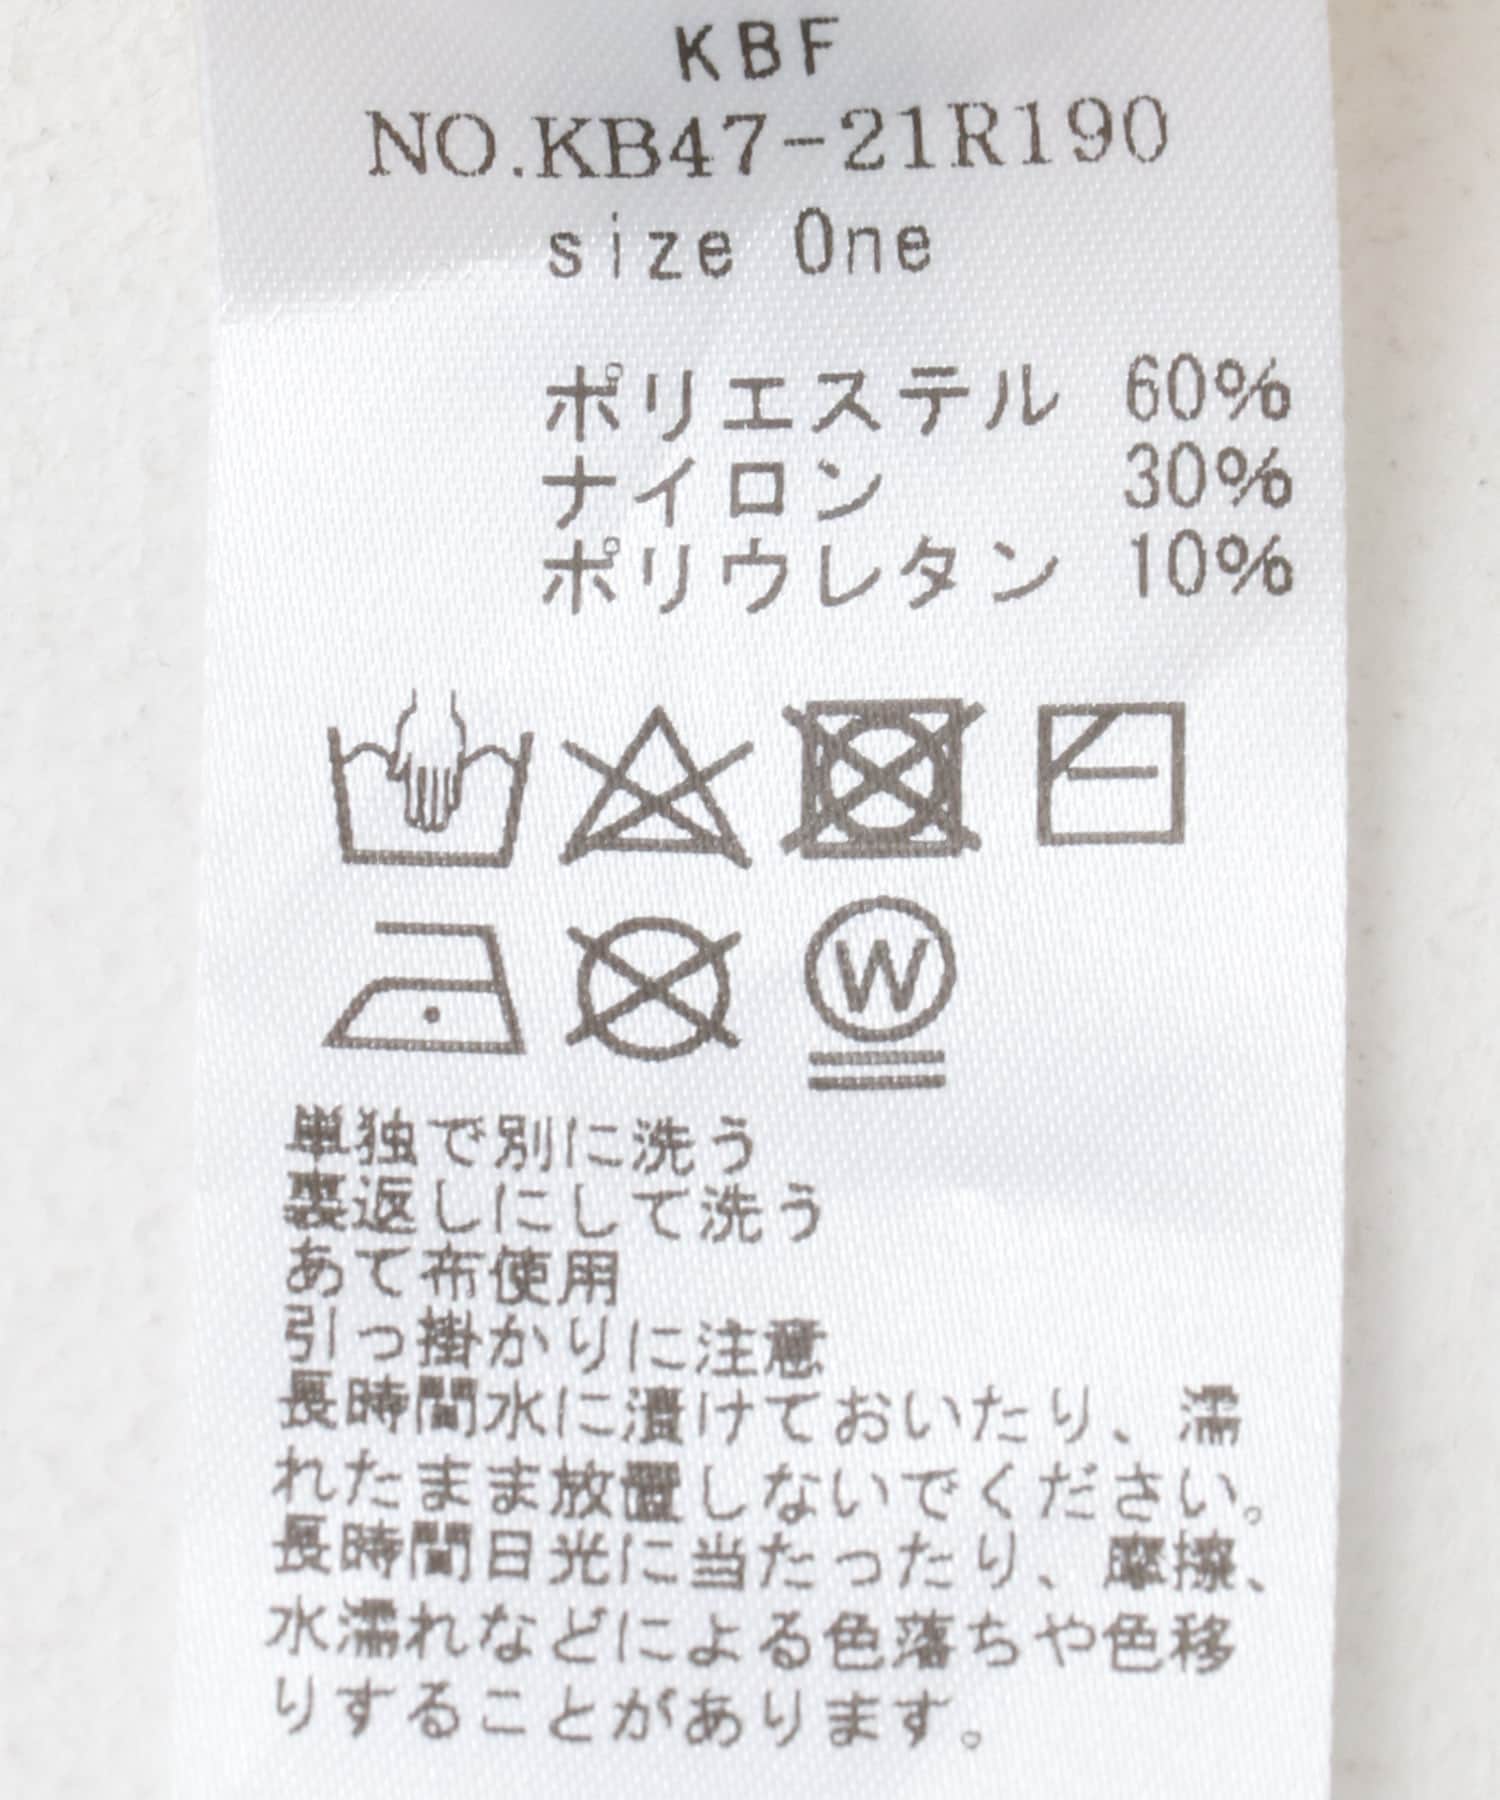 KBF
NO.KB47-21R190
size One
ポリエステル 60%
ナイロン 30%
ポリウレタン 10%
W
単独で別に洗う
裏返しにして洗う
あて布使用
引っ掛かりに注意
長時間水に漬けておいたり、濡
れたまま放置しないでください。
長時間日光に当たったり、摩擦、
水濡れなどによる色落ちや色移
りすることがあります。